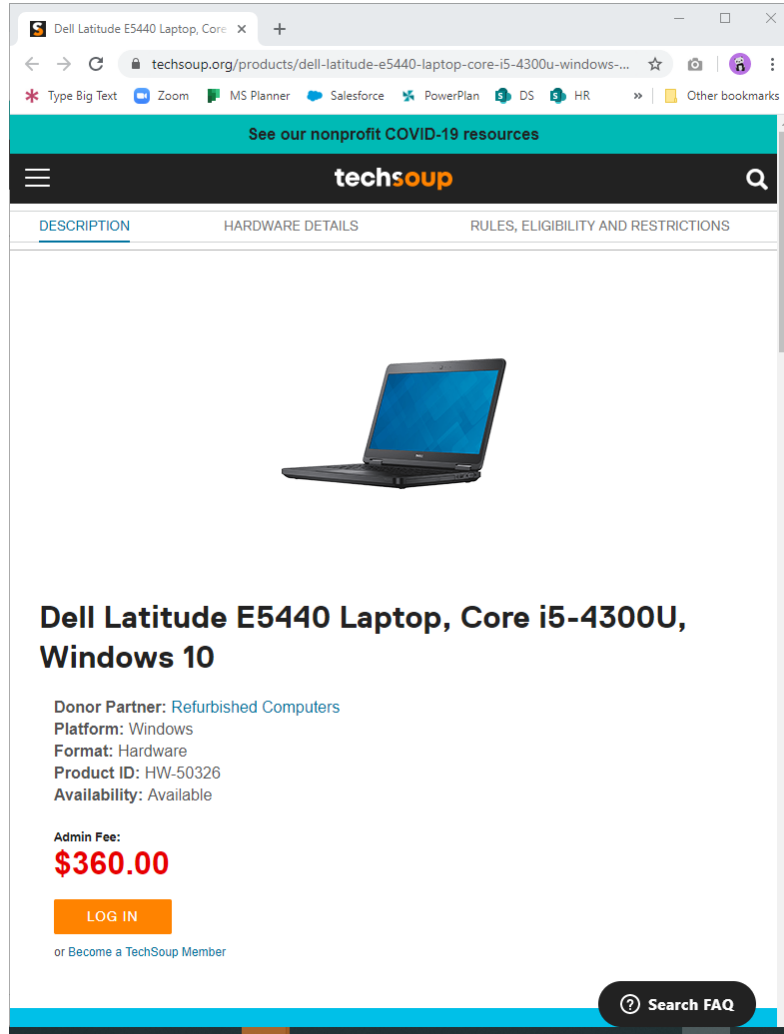 Dell Latitude E5440 Laptop, Core
techsoup.org/products/dell-latitude-e5440-laptop-core-i5-4300u-windows-...
Type Big Text Zoom MS Planner Salesforce PowerPlan DS HR » Other bookmarks
See our nonprofit COVID-19 resources
techsoup
DESCRIPTION HARDWARE DETAILS RULES, ELIGIBILITY AND RESTRICTIONS
Dell Latitude E5440 Laptop, Core i5-4300U,
Windows 10
Donor Partner: Refurbished Computers
Platform: Windows
Format: Hardware
Product ID: HW-50326
Availability: Available
Admin Fee:
$360.00
LOG IN
or Become a TechSoup Member
Search FAQ